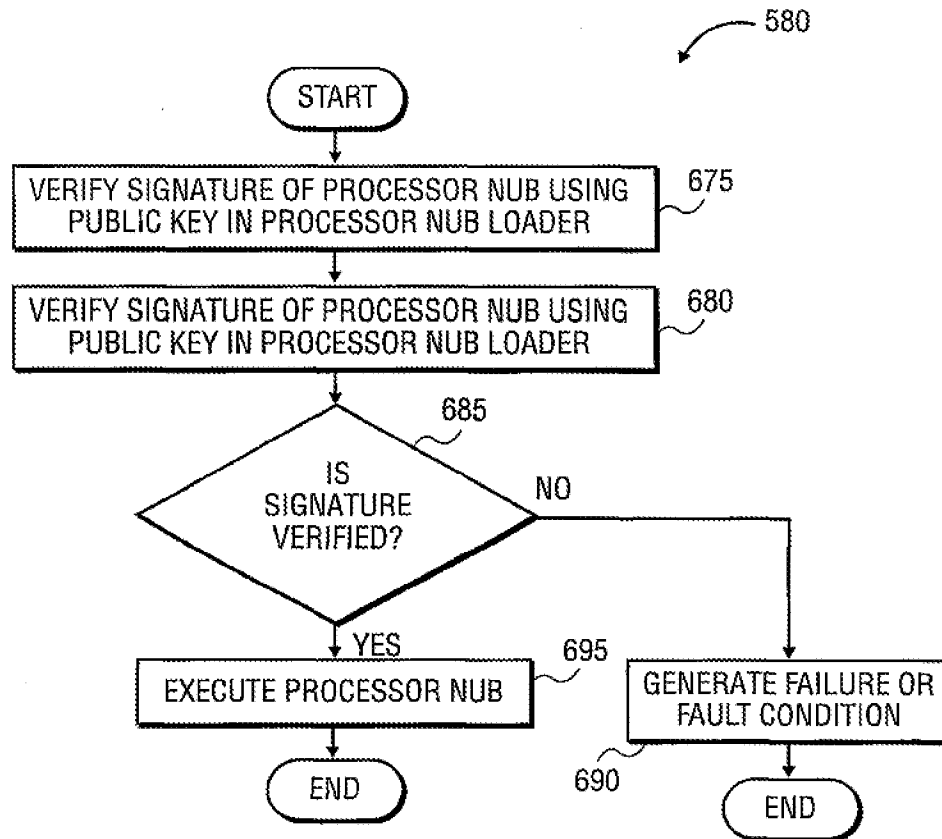 580
START
VERIFY SIGNATURE OF PROCESSOR NUB USING
PUBLIC KEY IN PROCESSOR NUB LOADER
675
VERIFY SIGNATURE OF PROCESSOR NUB USING
PUBLIC KEY IN PROCESSOR NUB LOADER
680
685
IS
SIGNATURE
VERIFIED?
NO
YES
EXECUTE PROCESSOR NUB
695
GENERATE FAILURE OR
FAULT CONDITION
690
END
END